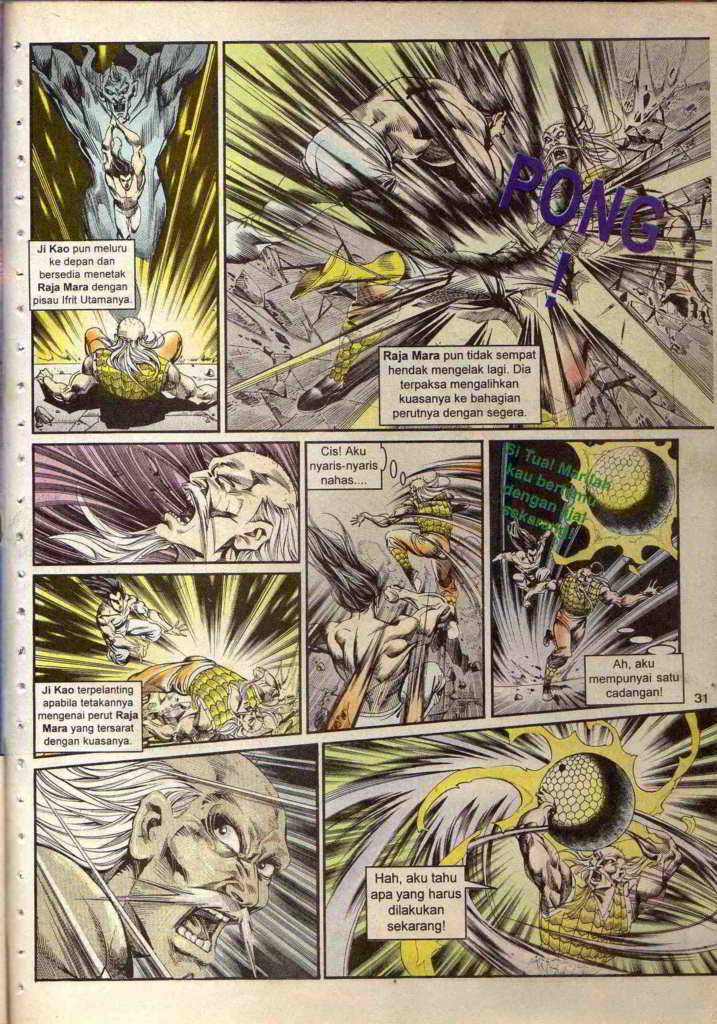 Ji Kao pun meluru
ke depan dan
bersedia menetak
Raja Mara dengan
pisau Ifrit Utamanya.
PONG
!
Raja Mara pun tidak sempat
hendak mengelak lagi. Dia
terpaksa mengalihkan
kuasanya ke bahagian
perutnya dengan segera.
Cis! Aku
nyaris-nyaris
nahas....
Ji Kao terpelanting
apabila tetakannya
mengenai perut Raja
Mara yang tersarat
dengan kuasanya.
Si Tua! Marilah
kau bertemu
dengan
sekarang!
Ah, aku
mempunyai satu
cadangan!
31
Hah, aku tahu
apa yang harus
dilakukan
sekarang!